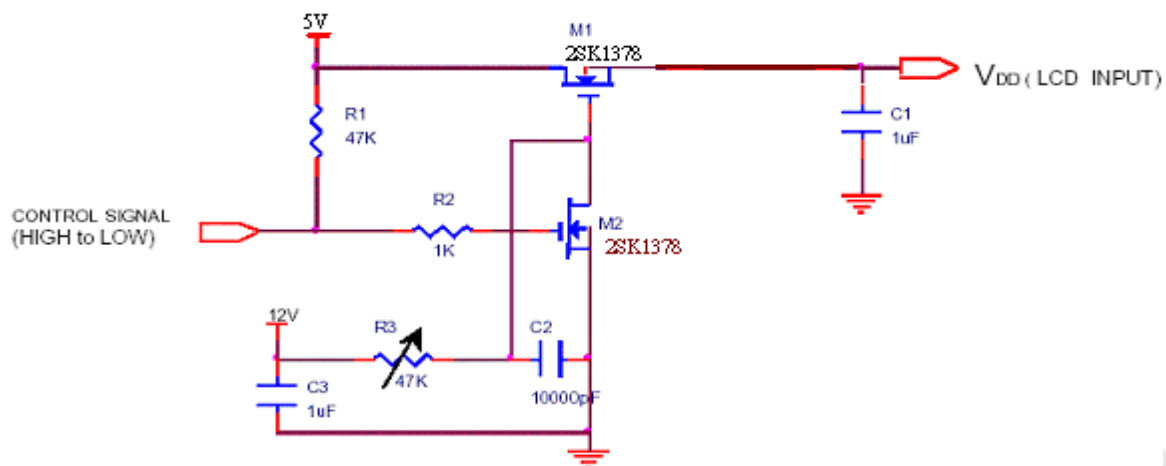 5V
M1
2SK1378
V_DD ( LCD INPUT)
R1
47K
C1
1uF
CONTROL SIGNAL
(HIGH to LOW)
R2
1K
M2
2SK1378
12V
R3
47K
C2
10000pF
C3
1uF